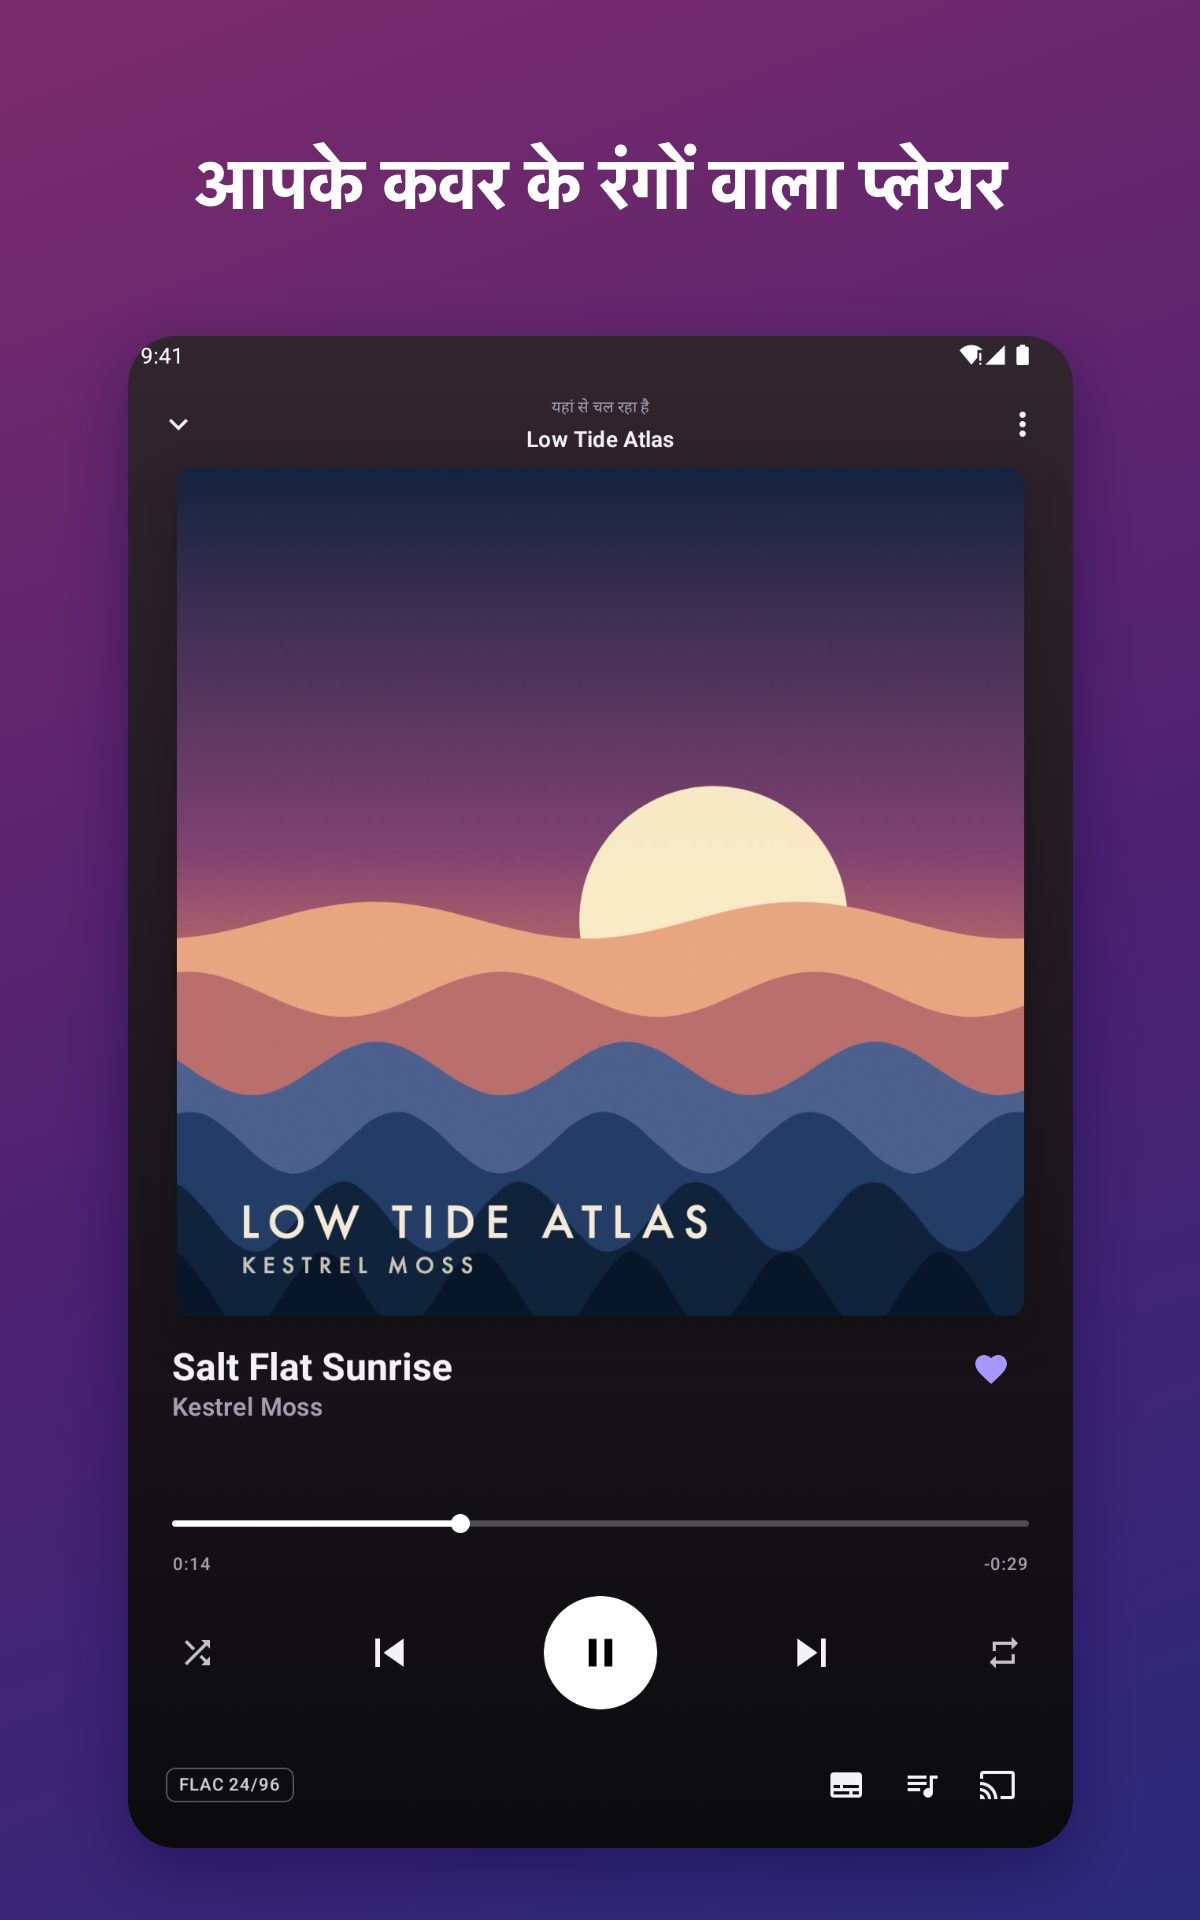 आपके कवर के रंगों वाला प्लेयर
9:41
यहां से चल रहा है
Low Tide Atlas
LOW TIDE ATLAS
KESTREL MOSS
Salt Flat Sunrise
Kestrel Moss
0:14
-0:29
FLAC 24/96